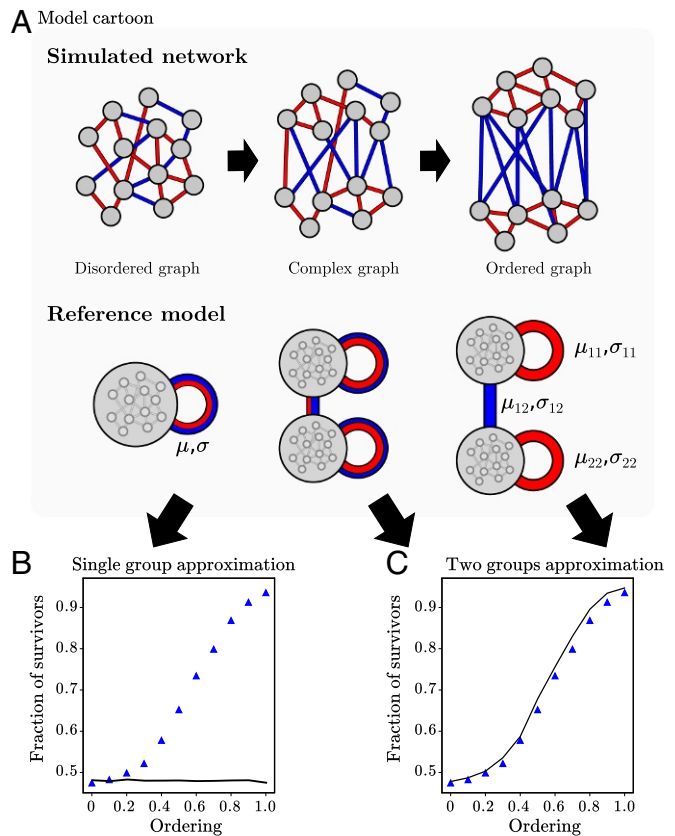 A Model cartoon
Simulated network
Disordered graph
Complex graph
Ordered graph
Reference model
μ,σ
μ₁₁,σ₁₁
μ₁₂,σ₁₂
μ₂₂,σ₂₂
B
Single group approximation
Fraction of survivors
0.9
0.8
0.7
0.6
0.5
0 0.2 0.4 0.6 0.8 1.0
Ordering
C
Two groups approximation
Fraction of survivors
0.9
0.8
0.7
0.6
0.5
0 0.2 0.4 0.6 0.8 1.0
Ordering